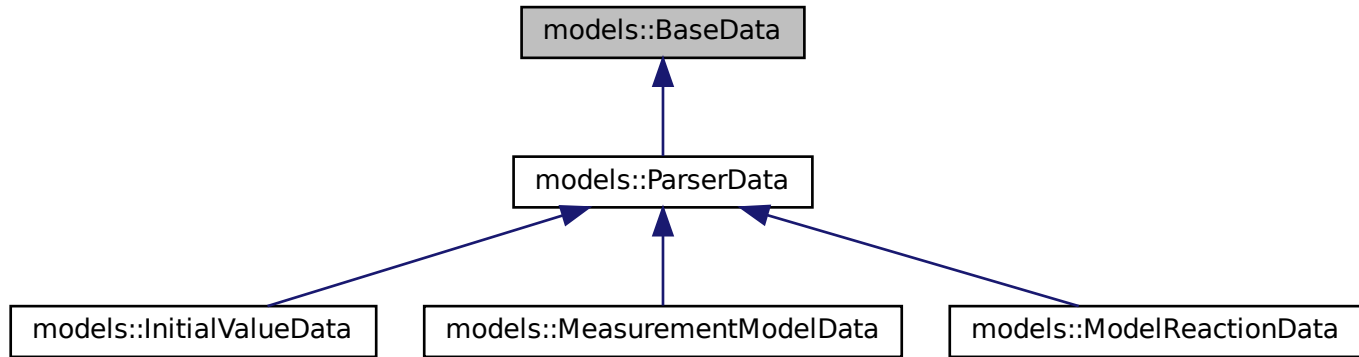 models::BaseData
models::ParserData
models::InitialValueData
models::MeasurementModelData
models::ModelReactionData